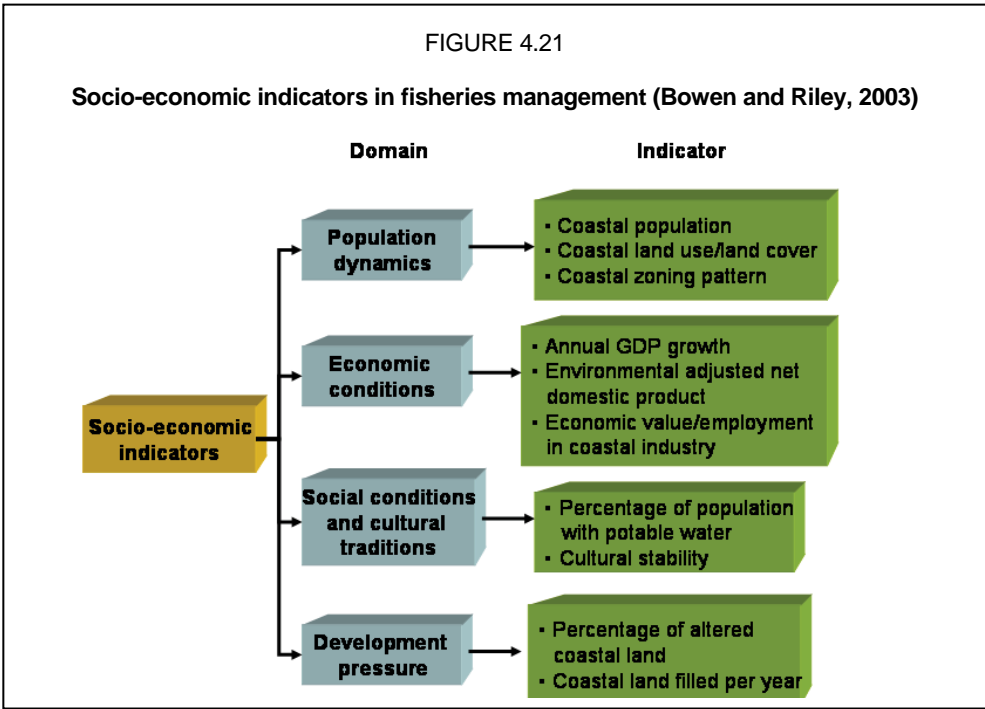 FIGURE 4.21
Socio-economic indicators in fisheries management (Bowen and Riley, 2003)
Domain
Indicator
Socio-economic
indicators
Population
dynamics
▪ Coastal population
▪ Coastal land use/land cover
▪ Coastal zoning pattern
Economic
conditions
▪ Annual GDP growth
▪ Environmental adjusted net
domestic product
▪ Economic value/employment
in coastal industry
Social conditions
and cultural
traditions
▪ Percentage of population
with potable water
▪ Cultural stability
Development
pressure
▪ Percentage of altered
coastal land
▪ Coastal land filled per year